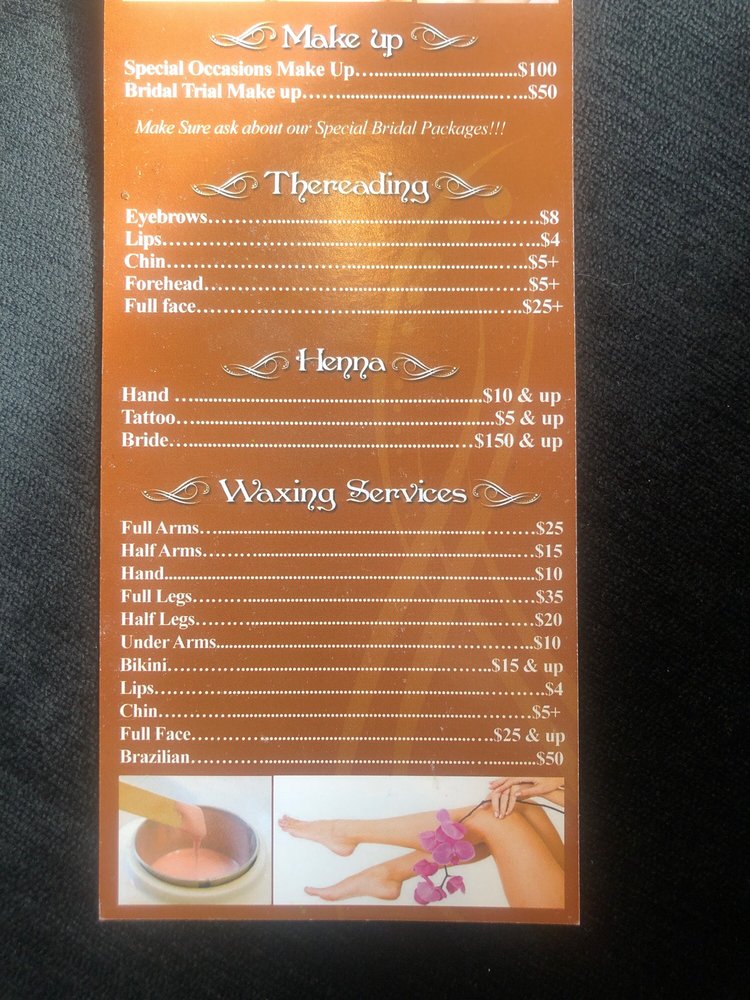 Make up
Special Occasions Make Up........................................$100
Bridal Trial Make up........................................$50
Make Sure ask about our Special Bridal Packages!!!
Thereading
Eyebrows........................................$8
Lips........................................$4
Chin........................................$5+
Forehead........................................$5+
Full face........................................$25+
Henna
Hand ........................................$10 & up
Tattoo........................................$5 & up
Bride........................................$150 & up
Waxing Services
Full Arms........................................$25
Half Arms........................................$15
Hand........................................$10
Full Legs........................................$35
Half Legs........................................$20
Under Arms........................................$10
Bikini........................................$15 & up
Lips........................................$4
Chin........................................$5+
Full Face........................................$25 & up
Brazilian........................................$50